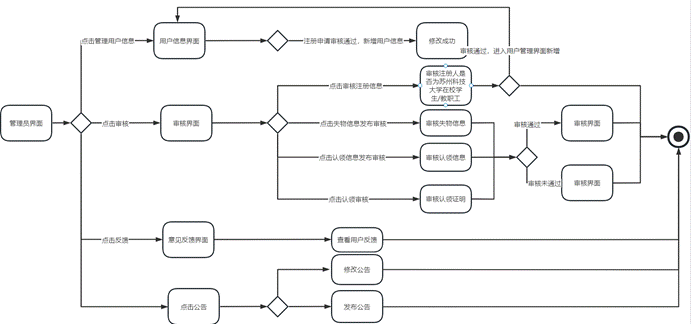 点击管理用户信息
用户信息界面
注册申请审核通过，新增用户信息
修改成功
审核通过，进入用户管理界面新增
点击审核注册信息
审核注册人是
否为苏州科技
大学在校学
生/教职工
管理员界面
点击审核
审核界面
点击失物信息发布审核
审核失物信息
审核通过
审核界面
点击认领信息发布审核
审核认领信息
审核未通过
审核界面
点击认领审核
审核认领证明
点击反馈
意见反馈界面
查看用户反馈
修改公告
点击公告
发布公告